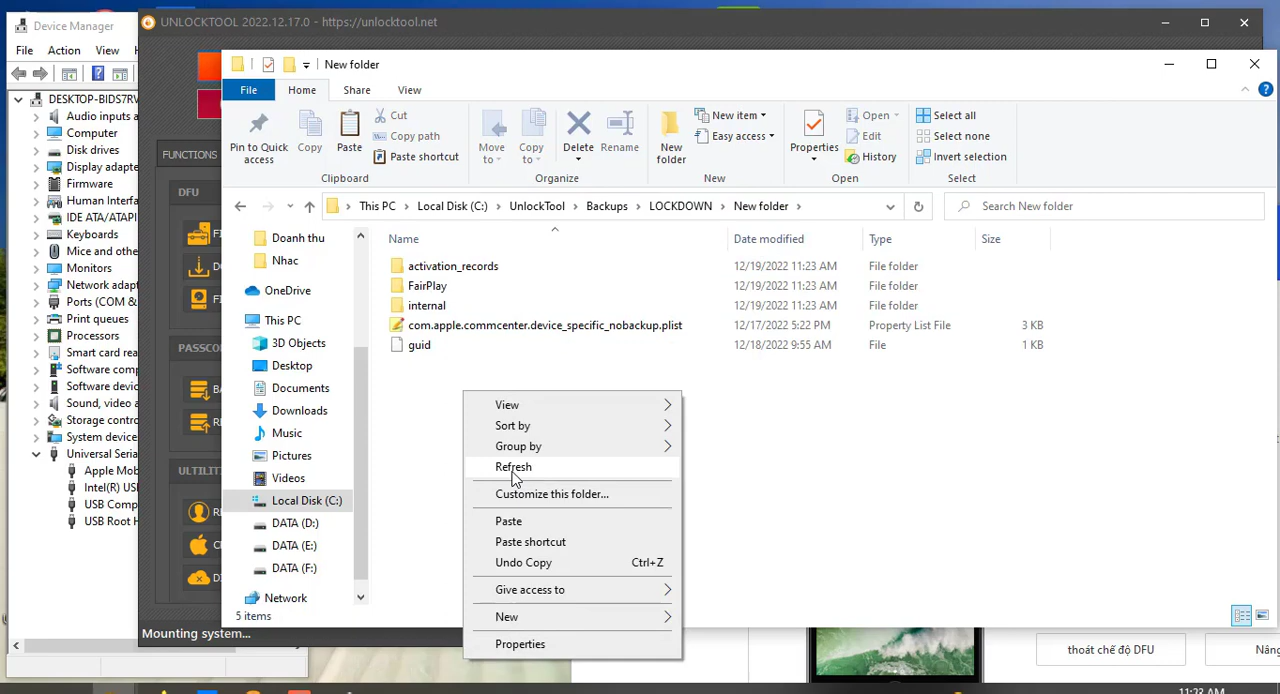 Device Manager
File Action View
DESKTOP-BIDS7RV
Audio inputs a
Computer
Disk drives
Display adapte
Firmware
Human Interfa
IDE ATA/ATAPI
Keyboards
Mice and othe
Monitors
Network adapt
Ports (COM &
Print queues
Processors
Smart card rea
Software comp
Software devic
Sound, video a
Storage contro
System device
Universal Seria
Apple Mob
Intel(R) US
USB Comp
USB Root H
UNLOCKTOOL 2022.12.17.0 - https://unlocktool.net
FUNCTIONS
DFU
PASSCO
ULTILITI
Mounting system...
New folder
File Home Share View
Pin to Quick access
Copy
Paste
Cut
Copy path
Paste shortcut
Clipboard
Move to
Copy to
Delete
Rename
Organize
New folder
New item
Easy access
New
Properties
Open
Edit
History
Open
Select all
Select none
Invert selection
Select
This PC > Local Disk (C:) > UnlockTool > Backups > LOCKDOWN > New folder >
Search New folder
Doanh thu
Nhac
OneDrive
This PC
3D Objects
Desktop
Documents
Downloads
Music
Pictures
Videos
Local Disk (C:)
DATA (D:)
DATA (E:)
DATA (F:)
Network
Name Date modified Type Size
activation_records 12/19/2022 11:23 AM File folder
FairPlay 12/19/2022 11:23 AM File folder
internal 12/19/2022 11:23 AM File folder
com.apple.commcenter.device_specific_nobackup.plist 12/17/2022 5:22 PM Property List File 3 KB
guid 12/18/2022 9:55 AM File 1 KB
5 items
View
Sort by
Group by
Refresh
Customize this folder...
Paste
Paste shortcut
Undo Copy Ctrl+Z
Give access to
New
Properties
thoát chế độ DFU
Nâng
11:23 AM